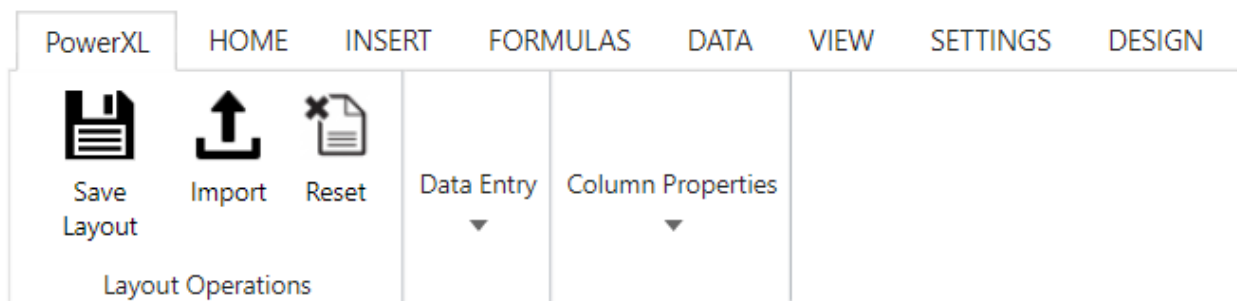 PowerXL HOME INSERT FORMULAS DATA VIEW SETTINGS DESIGN
Save Layout
Import
Reset
Layout Operations
Data Entry
Column Properties